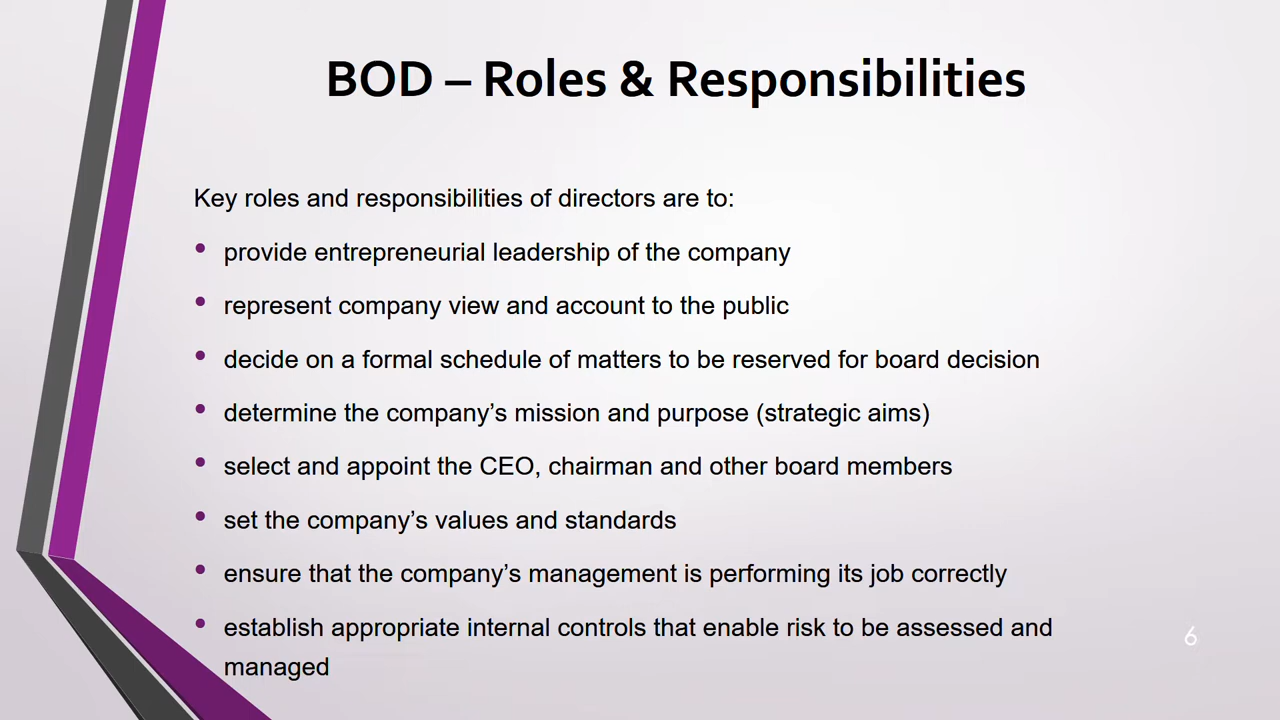 BOD – Roles & Responsibilities
Key roles and responsibilities of directors are to:
• provide entrepreneurial leadership of the company
• represent company view and account to the public
• decide on a formal schedule of matters to be reserved for board decision
• determine the company’s mission and purpose (strategic aims)
• select and appoint the CEO, chairman and other board members
• set the company’s values and standards
• ensure that the company’s management is performing its job correctly
• establish appropriate internal controls that enable risk to be assessed and
managed
6